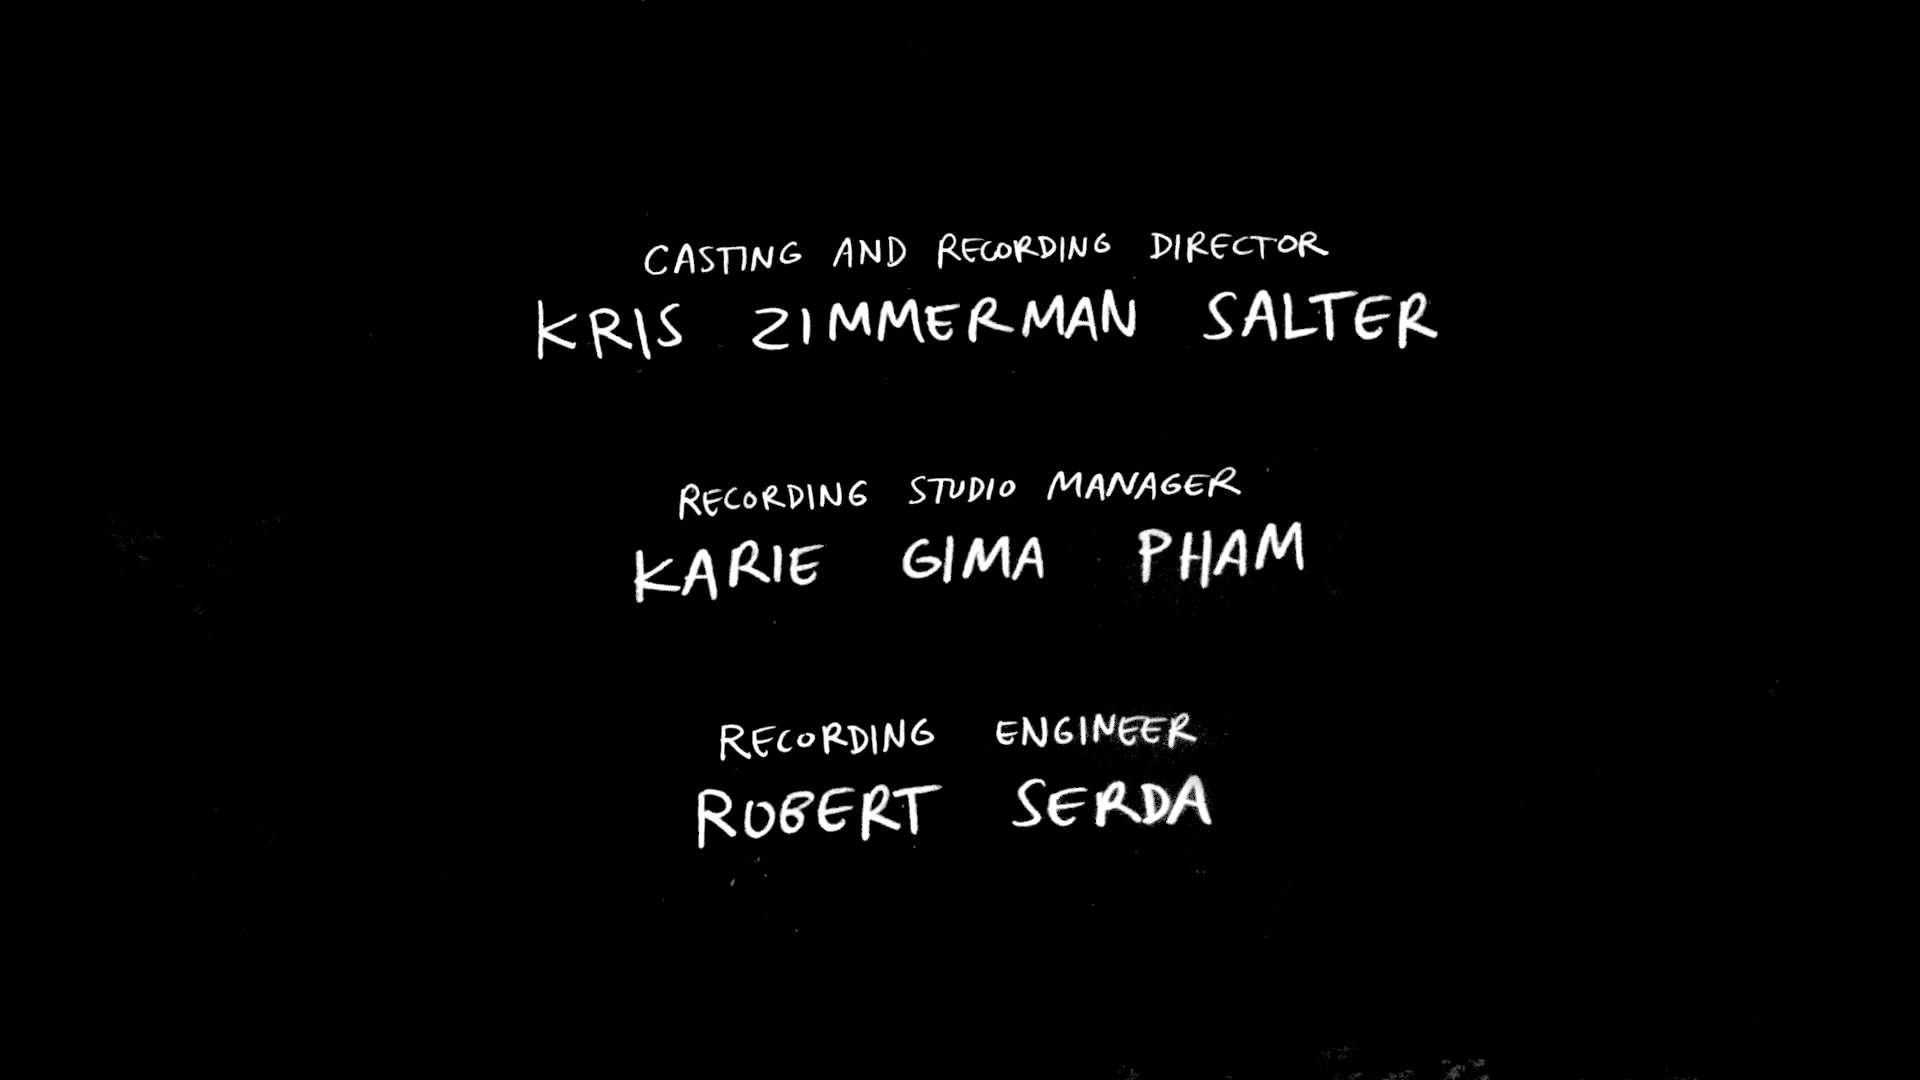 CASTING AND RECORDING DIRECTOR
KRIS ZIMMERMAN SALTER
RECORDING STUDIO MANAGER
KARIE GIMA PHAM
RECORDING ENGINEER
ROBERT SERDA